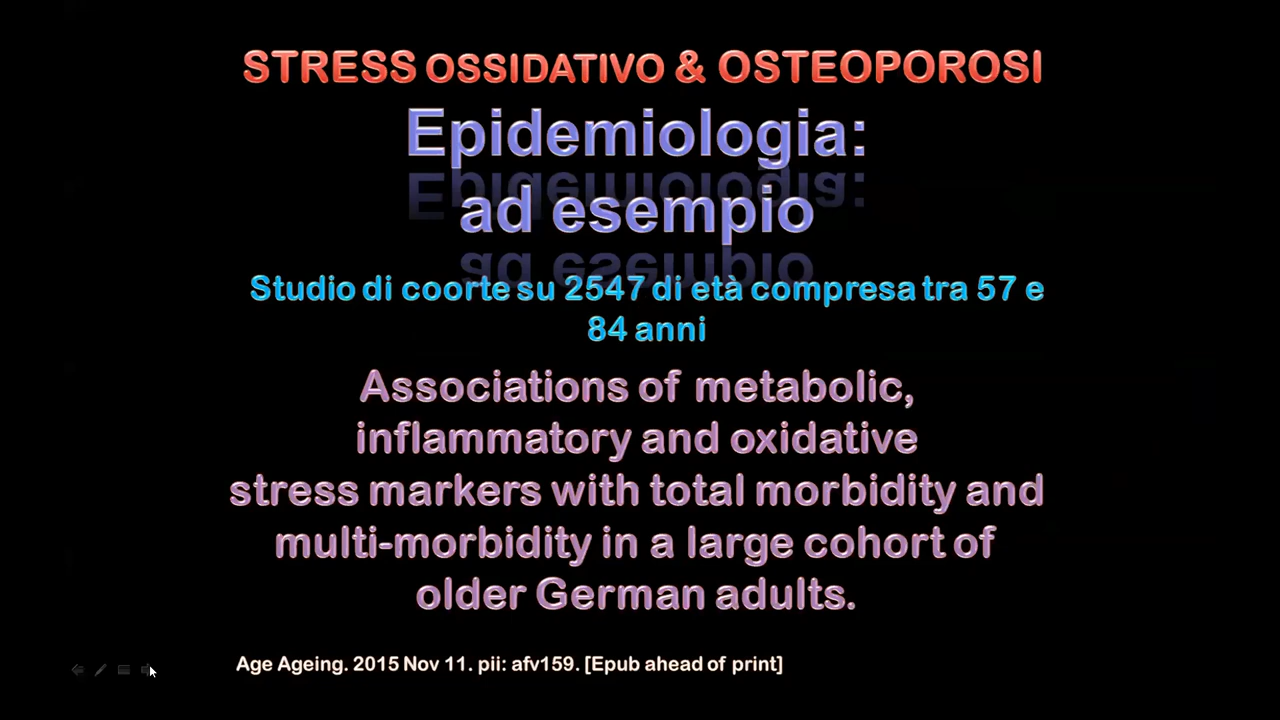 STRESS OSSIDATIVO & OSTEOPOROSI
Epidemiologia:
ad esempio
Studio di coorte su 2547 di età compresa tra 57 e
84 anni
Associations of metabolic,
inflammatory and oxidative
stress markers with total morbidity and
multi-morbidity in a large cohort of
older German adults.
Age Ageing. 2015 Nov 11. pii: afv159. [Epub ahead of print]